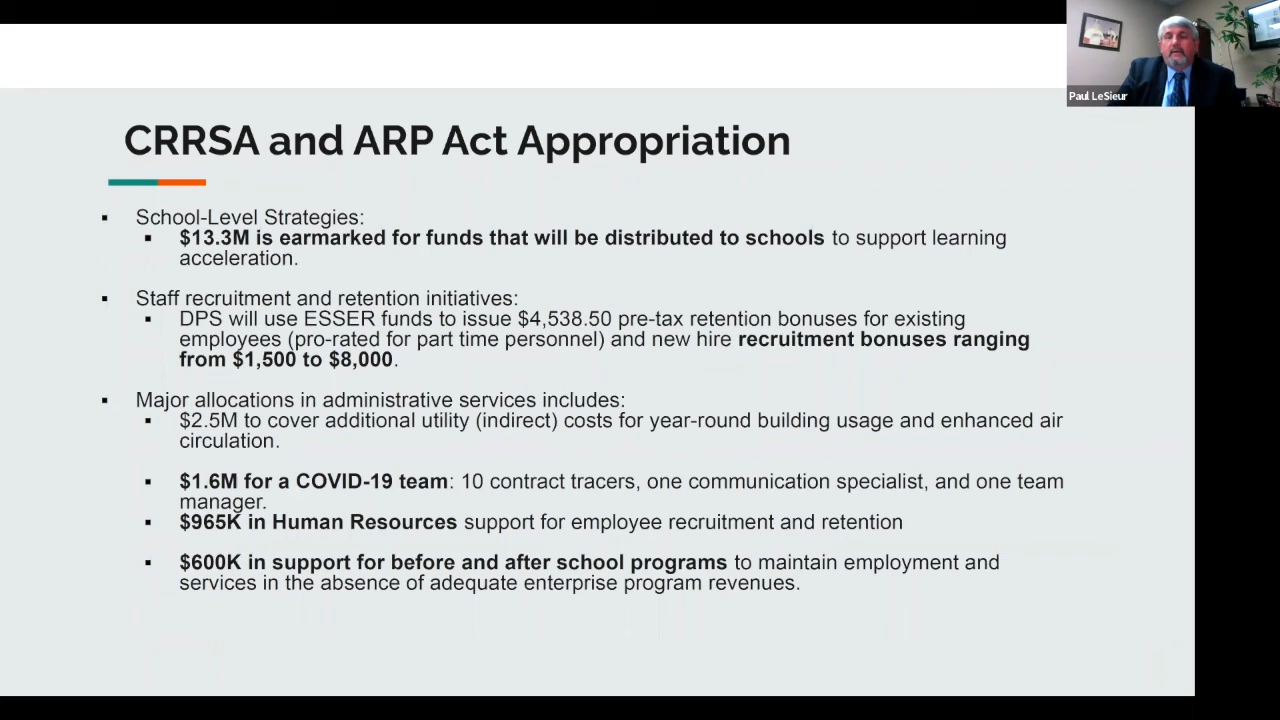 Paul LeSieur
CRRSA and ARP Act Appropriation
▪ School-Level Strategies:
▪ $13.3M is earmarked for funds that will be distributed to schools to support learning
acceleration.
▪ Staff recruitment and retention initiatives:
▪ DPS will use ESSER funds to issue $4,538.50 pre-tax retention bonuses for existing
employees (pro-rated for part time personnel) and new hire recruitment bonuses ranging
from $1,500 to $8,000.
▪ Major allocations in administrative services includes:
▪ $2.5M to cover additional utility (indirect) costs for year-round building usage and enhanced air
circulation.
▪ $1.6M for a COVID-19 team: 10 contract tracers, one communication specialist, and one team
manager.
▪ $965K in Human Resources support for employee recruitment and retention
▪ $600K in support for before and after school programs to maintain employment and
services in the absence of adequate enterprise program revenues.